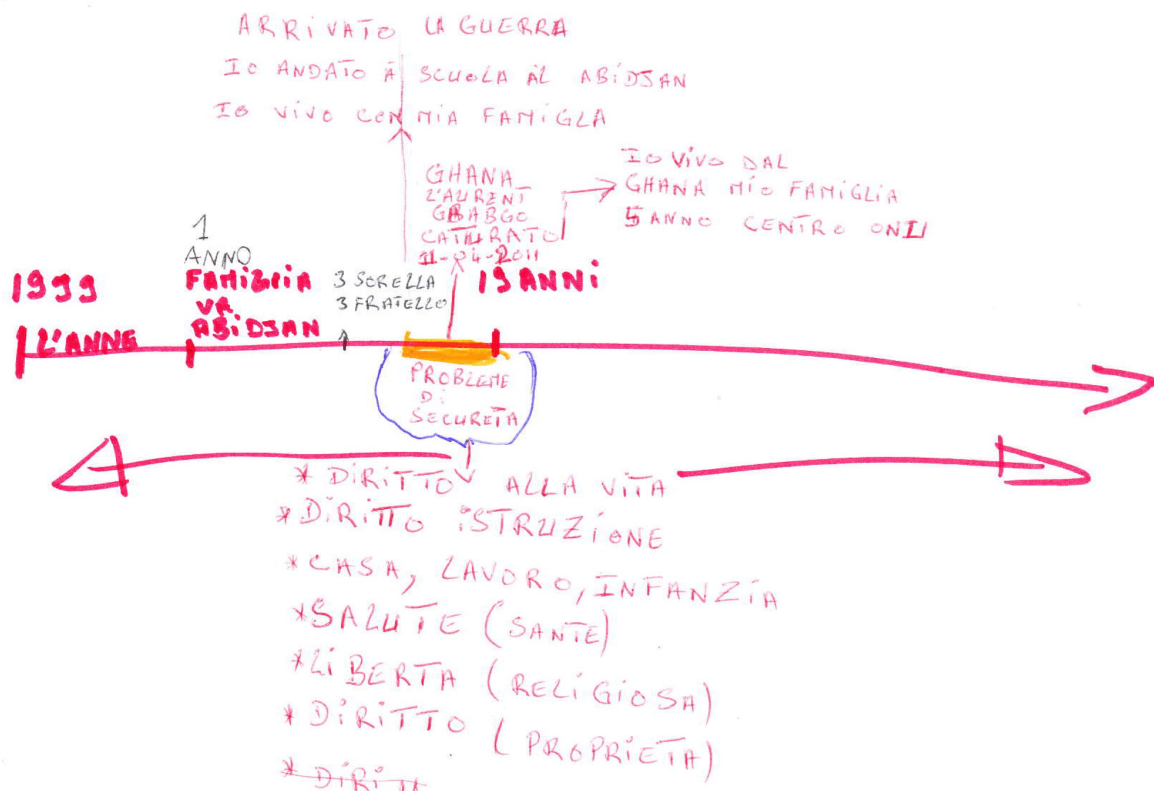 ARRIVATO LA GUERRA
IO ANDATO A SCUOLA AL ABIDJAN
IO VIVO CON MIA FAMIGLA
GHANA
L'AURENT
GBABGO
CATTURATO
11-04-2011
IO VIVO DAL
GHANA MIO FAMIGLIA
5 ANNO CENTRO ONU
1
ANNO
1999
L'ANNE
FAMIGLIA
VA
ABIDJAN
3 SORELLA
3 FRATELLO
19 ANNI
PROBLEME
DI
SECURETA
* DIRITTO ALLA VITA
* DIRITTO ISTRUZIONE
* CASA, LAVORO, INFANZIA
* SALUTE (SANTE)
* LIBERTA (RELIGIOSA)
* DIRITTO (PROPRIETA)
* DIRITTI